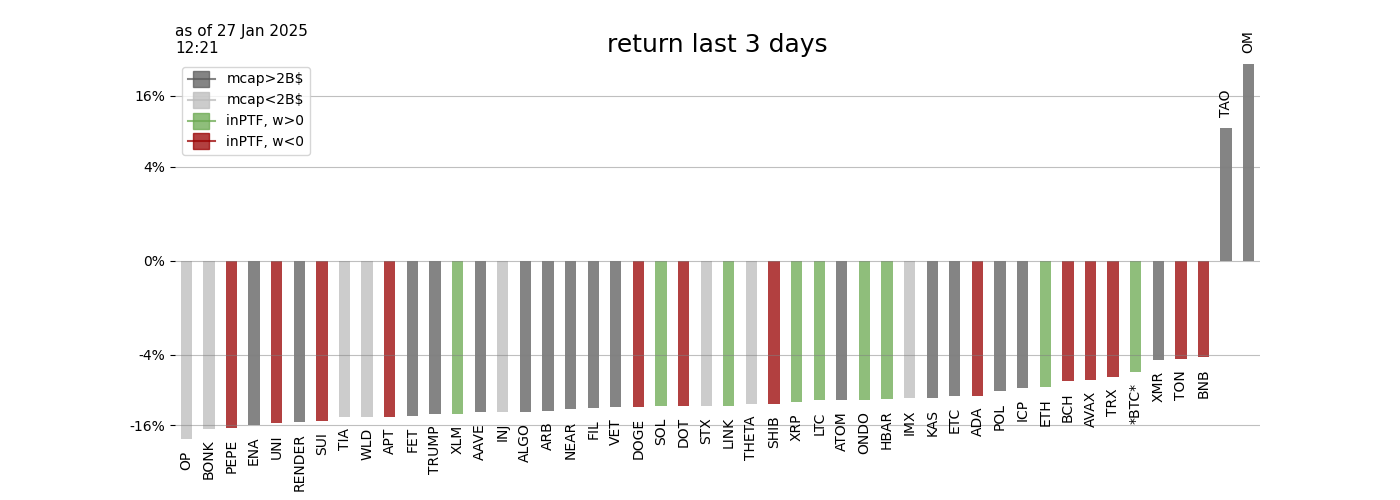 as of 27 Jan 2025
12:21
return last 3 days
mcap>2B$
mcap<2B$
inPTF, w>0
inPTF, w<0
16%
4%
0%
-4%
-16%
OP
BONK
PEPE
ENA
UNI
RENDER
SUI
TIA
WLD
APT
FET
TRUMP
XLM
AAVE
INJ
ALGO
ARB
NEAR
FIL
VET
DOGE
SOL
DOT
STX
LINK
THETA
SHIB
XRP
LTC
ATOM
ONDO
HBAR
IMX
KAS
ETC
ADA
POL
ICP
ETH
BCH
AVAX
TRX
*BTC*
XMR
TON
BNB
TAO
OM